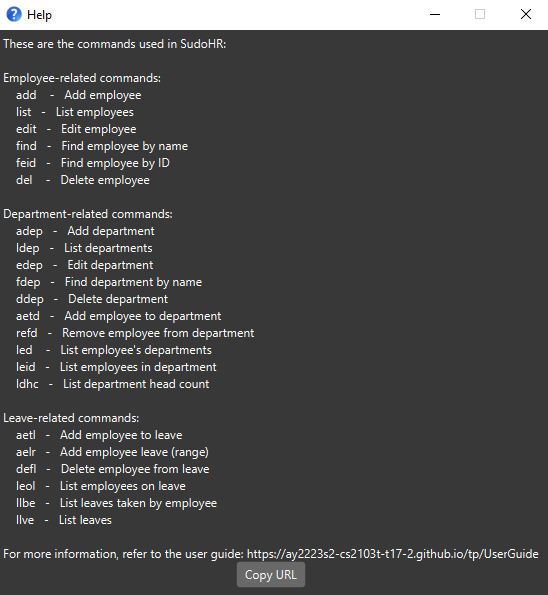 Help
These are the commands used in SudoHR:
Employee-related commands:
add - Add employee
list - List employees
edit - Edit employee
find - Find employee by name
feid - Find employee by ID
del - Delete employee
Department-related commands:
adep - Add department
ldep - List departments
edep - Edit department
fdep - Find department by name
ddep - Delete department
aetd - Add employee to department
refd - Remove employee from department
led - List employee's departments
leid - List employees in department
ldhc - List department head count
Leave-related commands:
aetl - Add employee to leave
aelr - Add employee leave (range)
defl - Delete employee from leave
leol - List employees on leave
llbe - List leaves taken by employee
llve - List leaves
For more information, refer to the user guide: https://ay2223s2-cs2103t-t17-2.github.io/tp/UserGuide
Copy URL